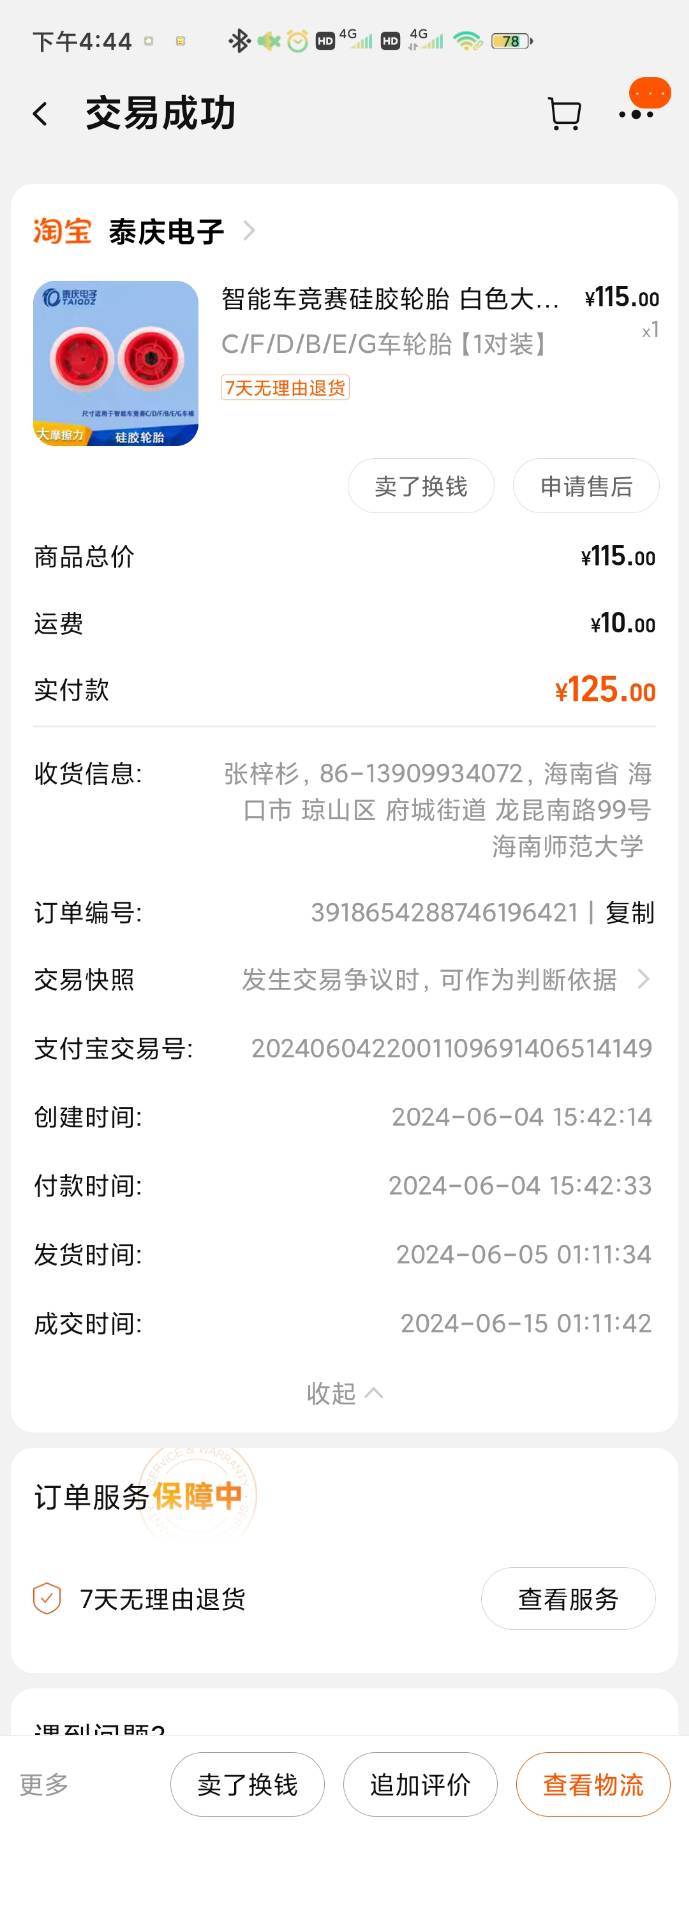 下午4:44
HD 4G HD 4G 78
交易成功
淘宝 泰庆电子
泰庆电子
TAIQDZ
尺寸适用于智能车竞赛C/D/F/B/E/G车模
大摩擦力 硅胶轮胎
智能车竞赛硅胶轮胎 白色大... ¥115.00
C/F/D/B/E/G车轮胎【1对装】 x1
7天无理由退货
卖了换钱 申请售后
商品总价 ¥115.00
运费 ¥10.00
实付款 ¥125.00
收货信息: 张梓杉, 86-13909934072, 海南省 海
口市 琼山区 府城街道 龙昆南路99号
海南师范大学
订单编号: 3918654288746196421 | 复制
交易快照 发生交易争议时, 可作为判断依据
支付宝交易号: 2024060422001109691406514149
创建时间: 2024-06-04 15:42:14
付款时间: 2024-06-04 15:42:33
发货时间: 2024-06-05 01:11:34
成交时间: 2024-06-15 01:11:42
收起
SERVICE & WARRANTY
订单服务保障中
7天无理由退货 查看服务
遇到问题?
更多 卖了换钱 追加评价 查看物流